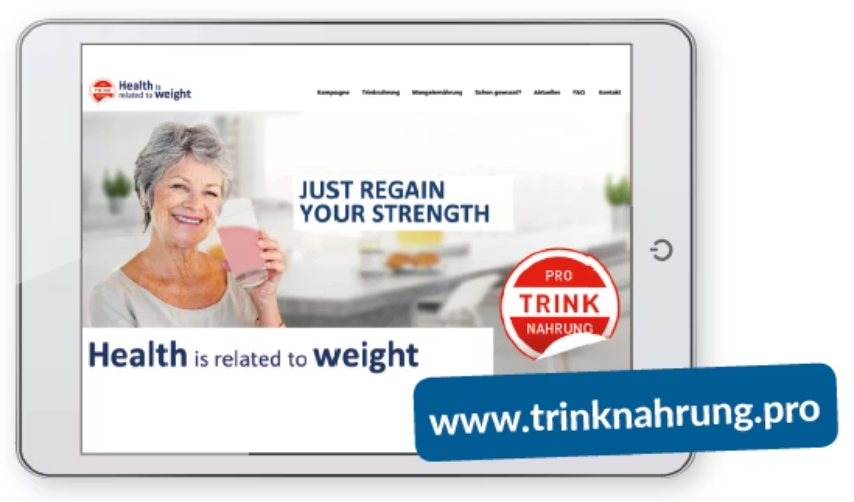 Health is
related to weight
Kampagne Trinknahrung Mangelernährung Schon gewusst? Aktuelles FAQ Kontakt
JUST REGAIN
YOUR STRENGTH
PRO
TRINK
NAHRUNG
Health is related to weight
www.trinknahrung.pro